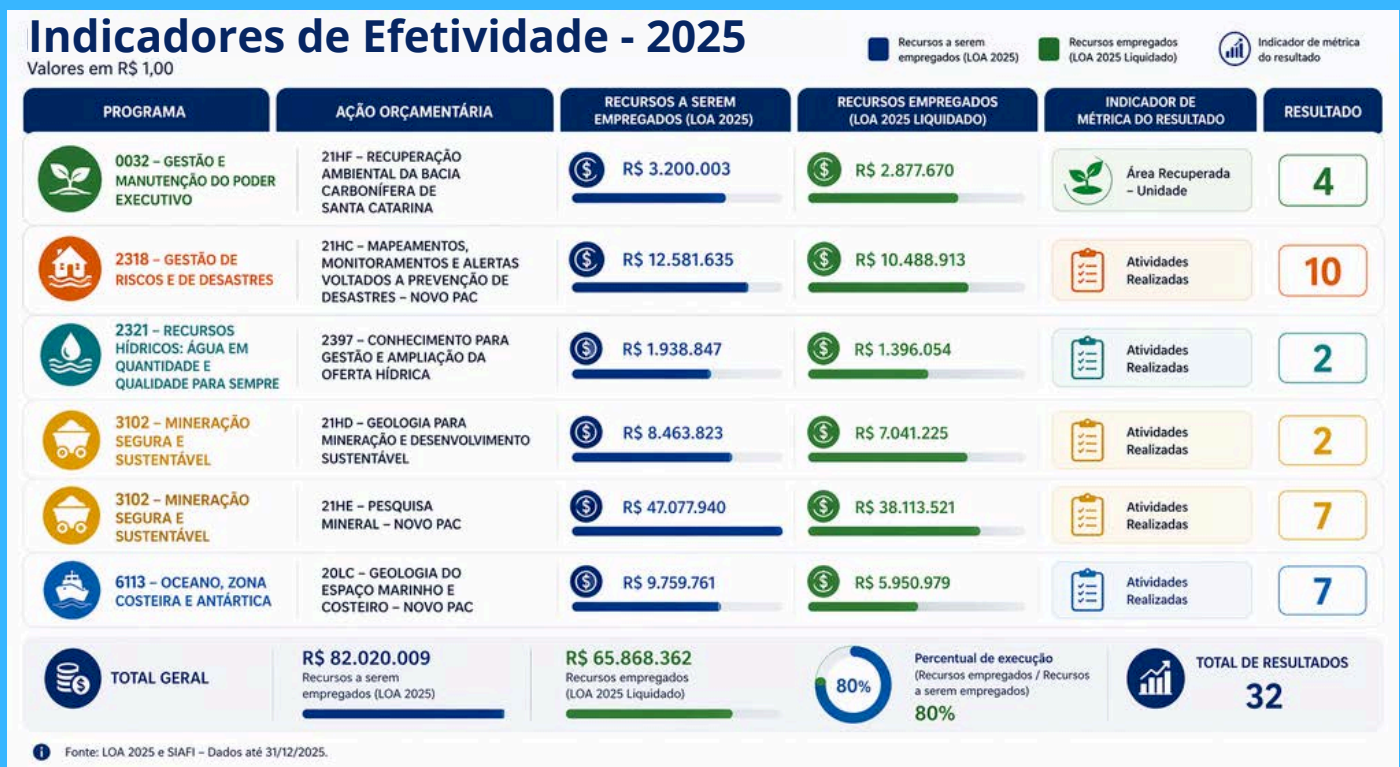 Indicadores de Efetividade - 2025
Valores em R$ 1,00
Recursos a serem
empregados (LOA 2025)
Recursos empregados
(LOA 2025 Liquidado)
Indicador de métrica
do resultado
PROGRAMA
AÇÃO ORÇAMENTÁRIA
RECURSOS A SEREM
EMPREGADOS (LOA 2025)
RECURSOS EMPREGADOS
(LOA 2025 LIQUIDADO)
INDICADOR DE
MÉTRICA DO RESULTADO
RESULTADO
0032 – GESTÃO E
MANUTENÇÃO DO PODER
EXECUTIVO
21HF – RECUPERAÇÃO
AMBIENTAL DA BACIA
CARBONÍFERA DE
SANTA CATARINA
R$ 3.200.003
R$ 2.877.670
Área Recuperada
– Unidade
4
2318 – GESTÃO DE
RISCOS E DE DESASTRES
21HC – MAPEAMENTOS,
MONITORAMENTOS E ALERTAS
VOLTADOS A PREVENÇÃO DE
DESASTRES – NOVO PAC
R$ 12.581.635
R$ 10.488.913
Atividades
Realizadas
10
2321 – RECURSOS
HÍDRICOS: ÁGUA EM
QUANTIDADE E
QUALIDADE PARA SEMPRE
2397 – CONHECIMENTO PARA
GESTÃO E AMPLIAÇÃO DA
OFERTA HÍDRICA
R$ 1.938.847
R$ 1.396.054
Atividades
Realizadas
2
3102 – MINERAÇÃO
SEGURA E
SUSTENTÁVEL
21HD – GEOLOGIA PARA
MINERAÇÃO E DESENVOLVIMENTO
SUSTENTÁVEL
R$ 8.463.823
R$ 7.041.225
Atividades
Realizadas
2
3102 – MINERAÇÃO
SEGURA E
SUSTENTÁVEL
21HE – PESQUISA
MINERAL – NOVO PAC
R$ 47.077.940
R$ 38.113.521
Atividades
Realizadas
7
6113 – OCEANO, ZONA
COSTEIRA E ANTÁRTICA
20LC – GEOLOGIA DO
ESPAÇO MARINHO E
COSTEIRO – NOVO PAC
R$ 9.759.761
R$ 5.950.979
Atividades
Realizadas
7
TOTAL GERAL
R$ 82.020.009
Recursos a serem
empregados (LOA 2025)
R$ 65.868.362
Recursos empregados
(LOA 2025 Liquidado)
80%
Percentual de execução
(Recursos empregados / Recursos
a serem empregados)
80%
TOTAL DE RESULTADOS
32
Fonte: LOA 2025 e SIAFI – Dados até 31/12/2025.